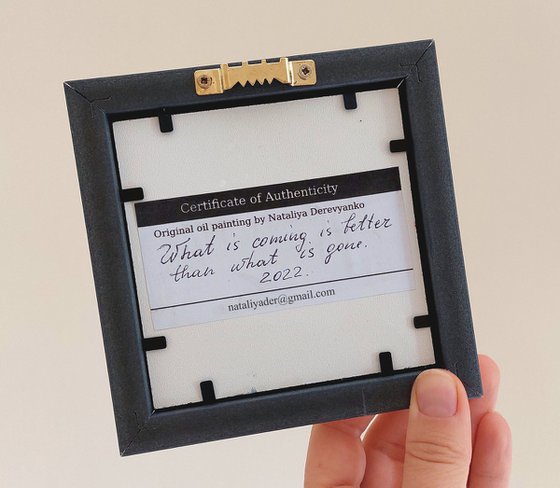 Certificate of Authenticity
Original oil painting by Nataliya Derevyanko
What is coming is better
than what is gone.
2022.
nataliyader@gmail.com